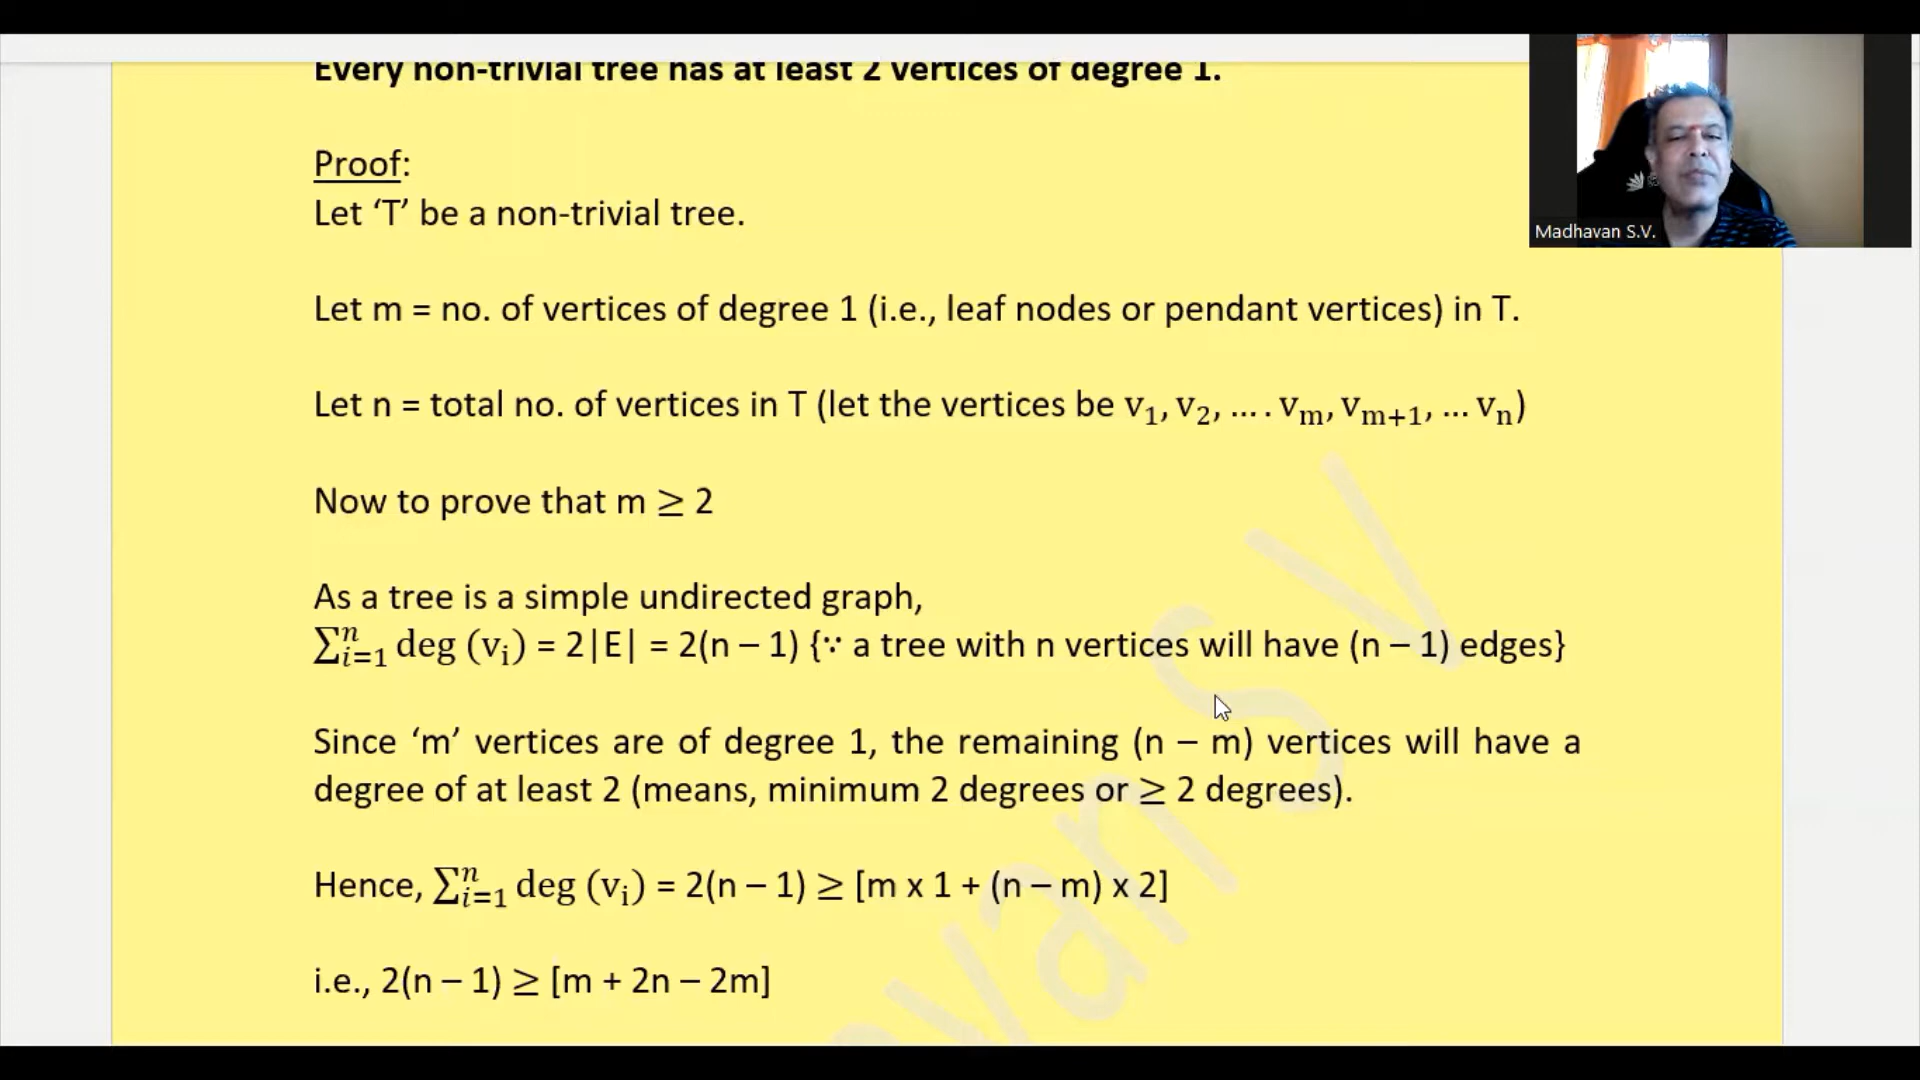 Every non-trivial tree has at least 2 vertices of degree 1.
Proof:
Let ‘T’ be a non-trivial tree.
Let m = no. of vertices of degree 1 (i.e., leaf nodes or pendant vertices) in T.
Let n = total no. of vertices in T (let the vertices be v₁, v₂, …. vₘ, vₘ₊₁, … vₙ)
Now to prove that m ≥ 2
As a tree is a simple undirected graph,
∑ⁿᵢ₌₁ deg (vᵢ) = 2|E| = 2(n – 1) {∵ a tree with n vertices will have (n – 1) edges}
Since ‘m’ vertices are of degree 1, the remaining (n – m) vertices will have a
degree of at least 2 (means, minimum 2 degrees or ≥ 2 degrees).
Hence, ∑ⁿᵢ₌₁ deg (vᵢ) = 2(n – 1) ≥ [m x 1 + (n – m) x 2]
i.e., 2(n – 1) ≥ [m + 2n – 2m]
Madhavan S.V.